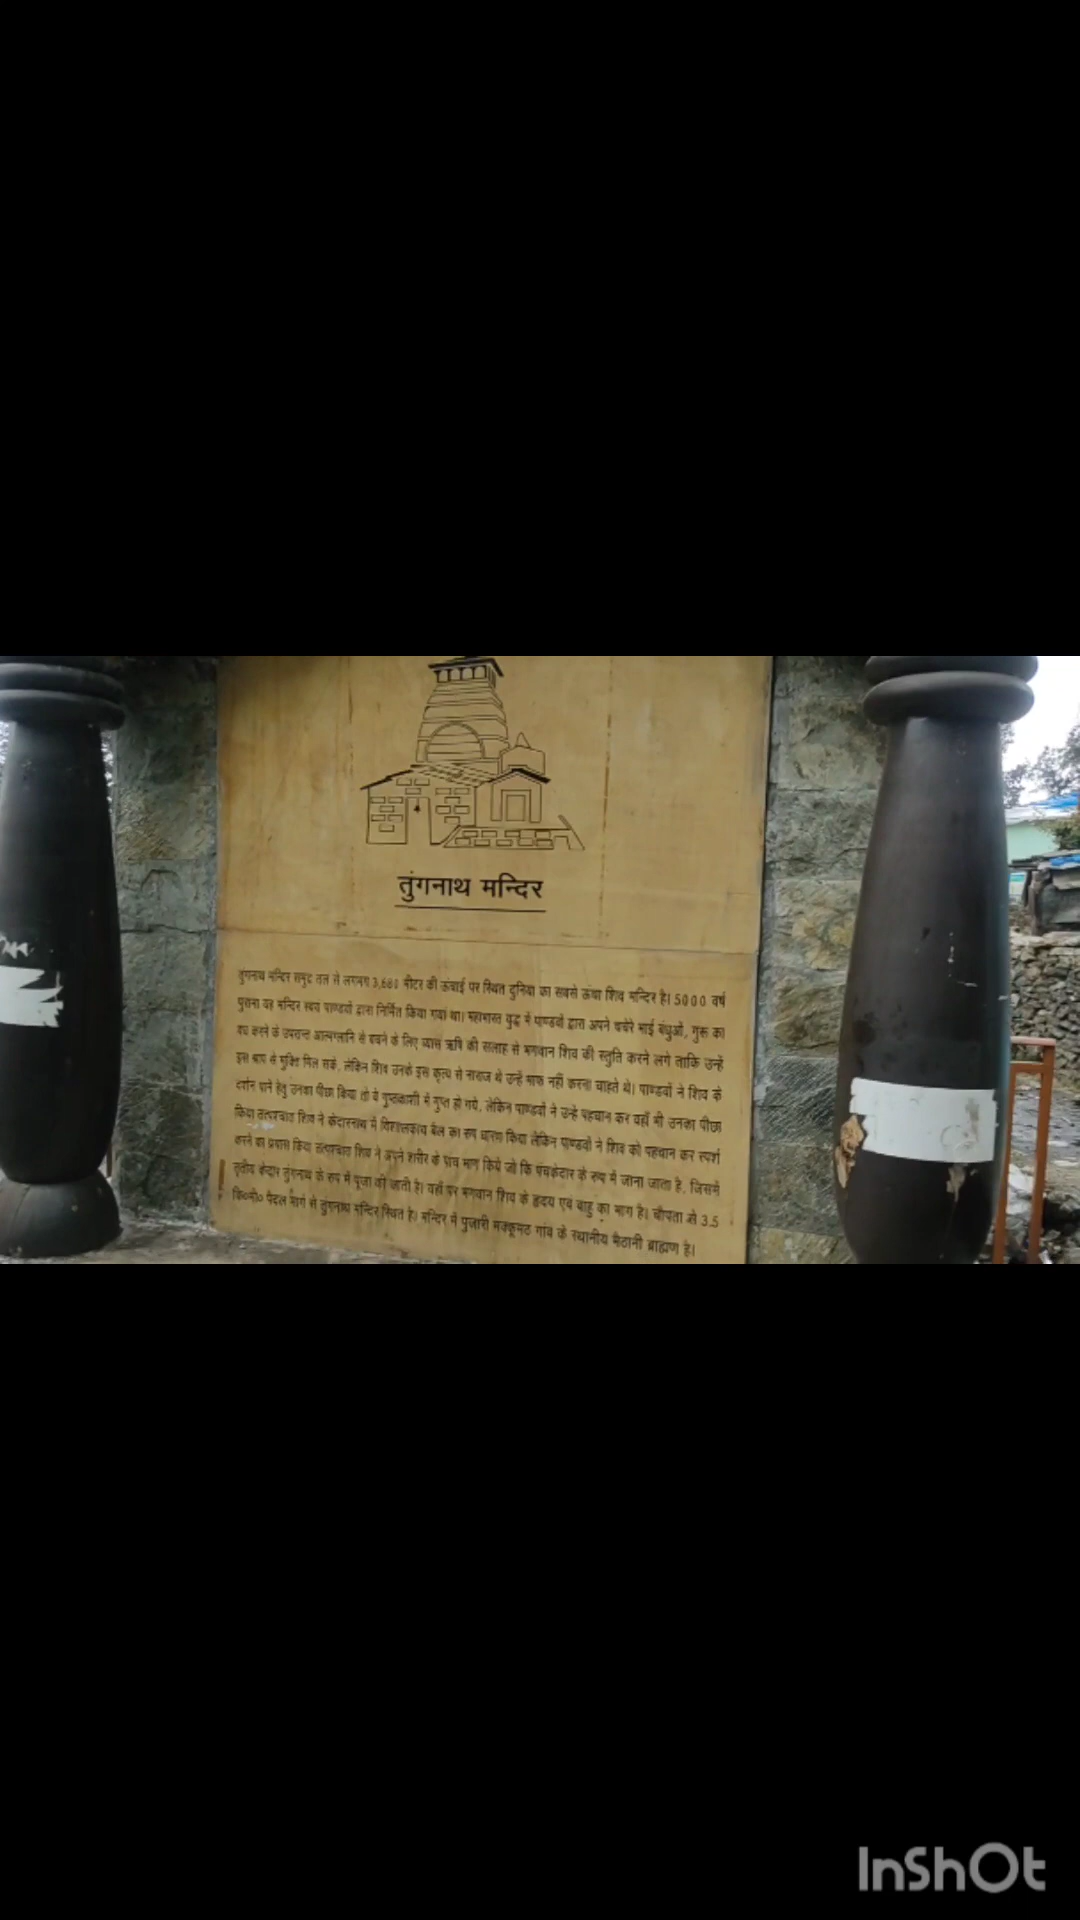 तुंगनाथ मन्दिर
तुंगनाथ मन्दिर समुद्र तल से लगभग 3,680 मीटर की ऊंचाई पर स्थित दुनिया का सबसे ऊंचा शिव मन्दिर है। 5000 वर्ष
पुराना यह मन्दिर स्वयं पाण्डवों द्वारा निर्मित किया गया था। महाभारत युद्ध में पाण्डवों द्वारा अपने चचेरे भाई बंधुओं, गुरू का
वध करने के उपरान्त आत्मग्लानि से बचने के लिए व्यास ऋषि की सलाह से भगवान शिव की स्तुति करने लगे ताकि उन्हें
इस श्राप से मुक्ति मिल सके, लेकिन शिव उनके इस कृत्य से नाराज थे उन्हें माफ नहीं करना चाहते थे। पाण्डवों ने शिव के
दर्शन पाने हेतु उनका पीछा किया तो वे गुप्तकाशी में गुप्त हो गये, लेकिन पाण्डवों ने उन्हें पहचान कर वहाँ भी उनका पीछा
किया तत्पश्चात शिव ने केदारनाथ में विशालकाय बैल का रूप धारण किया लेकिन पाण्डवों ने शिव को पहचान कर स्पर्श
करने का प्रयास किया तत्पश्चात शिव ने अपने शरीर के पांच भाग किये जो कि पंचकेदार के रूप में जाना जाता है, जिसमें
तृतीय केदार तुंगनाथ के रूप में पूजा की जाती है। यहाँ पर भगवान शिव के हृदय एवं बाहु का भाग है। चौपता से 3.5
कि०मी० पैदल मार्ग से तुंगनाथ मन्दिर स्थित है। मन्दिर में पुजारी मक्कूमठ गांव के स्थानीय मैठानी ब्राह्मण है।
InShOt